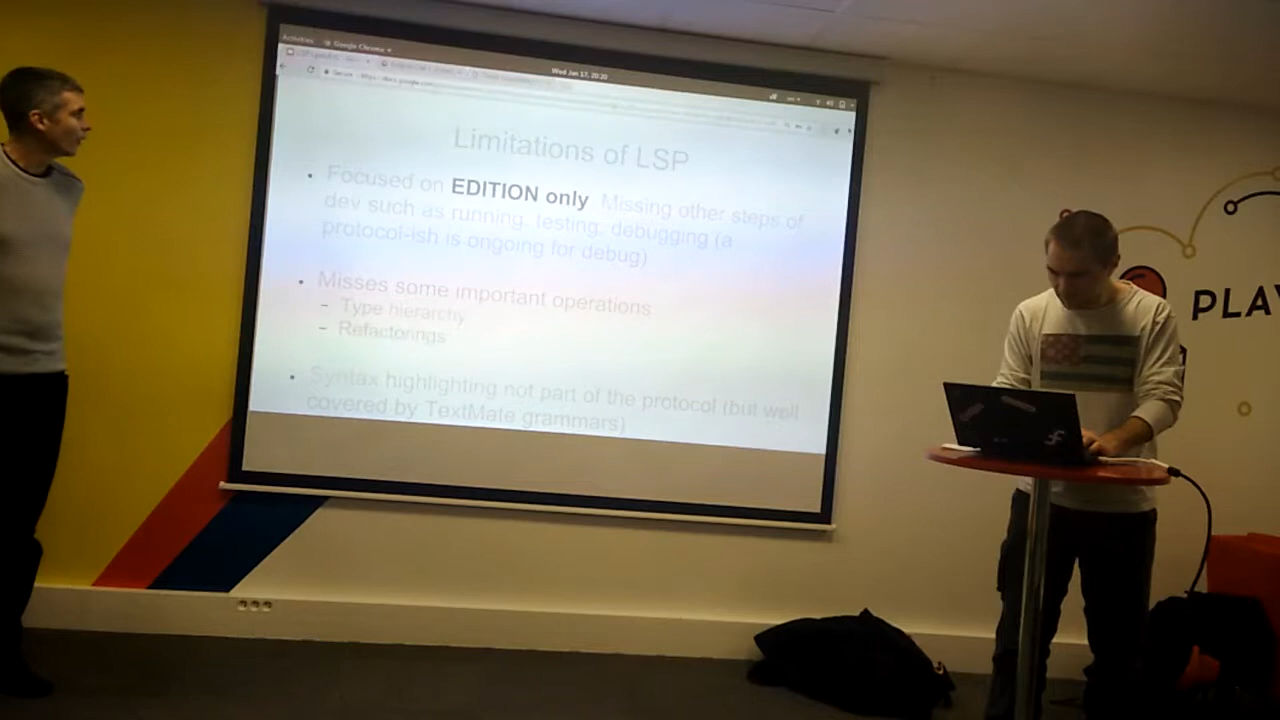 Activities
Google Chrome
Wed Jan 17, 20:20
Secure
Limitations of LSP
• Focused on EDITION only Missing other steps of
dev such as running, testing, debugging (a
protocol-ish is ongoing for debug)
• Misses some important operations
– Type hierarchy
– Refactorings
• Syntax highlighting not part of the protocol (but well
covered by TextMate grammars)
PLAY